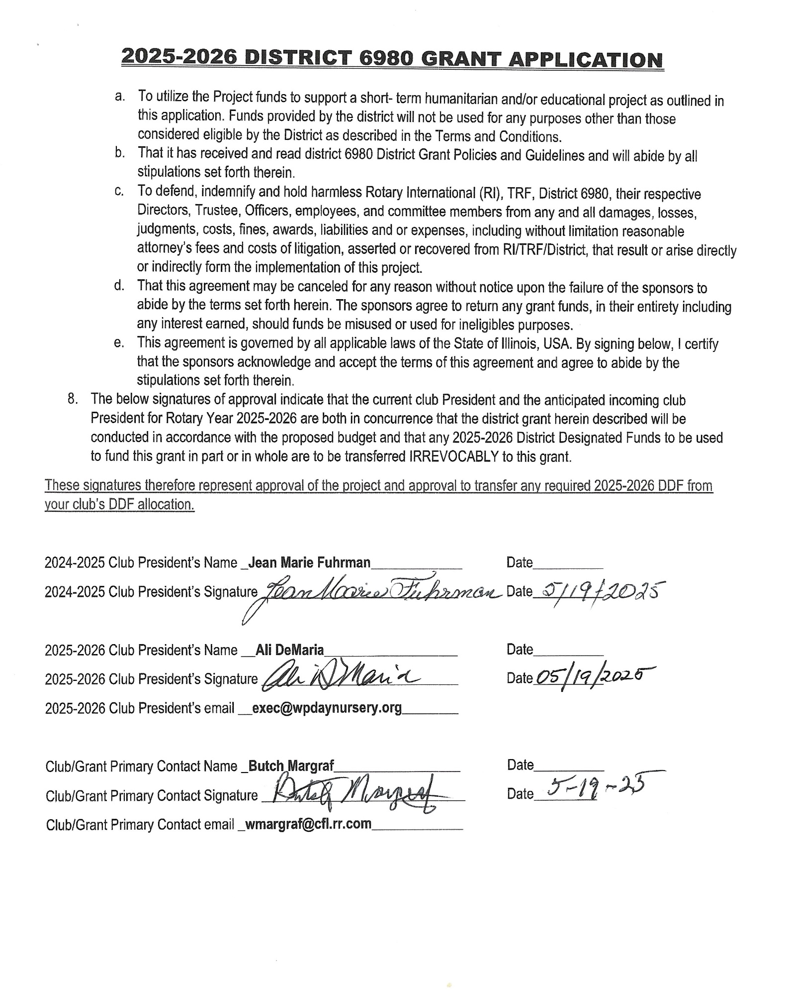 2025-2026 DISTRICT 6980 GRANT APPLICATION
a. To utilize the Project funds to support a short- term humanitarian and/or educational project as outlined in
this application. Funds provided by the district will not be used for any purposes other than those
considered eligible by the District as described in the Terms and Conditions.
b. That it has received and read district 6980 District Grant Policies and Guidelines and will abide by all
stipulations set forth therein.
c. To defend, indemnify and hold harmless Rotary International (RI), TRF, District 6980, their respective
Directors, Trustee, Officers, employees, and committee members from any and all damages, losses,
judgments, costs, fines, awards, liabilities and or expenses, including without limitation reasonable
attorney's fees and costs of litigation, asserted or recovered from RI/TRF/District, that result or arise directly
or indirectly form the implementation of this project.
d. That this agreement may be canceled for any reason without notice upon the failure of the sponsors to
abide by the terms set forth herein. The sponsors agree to return any grant funds, in their entirety including
any interest earned, should funds be misused or used for ineligibles purposes.
e. This agreement is governed by all applicable laws of the State of Illinois, USA. By signing below, I certify
that the sponsors acknowledge and accept the terms of this agreement and agree to abide by the
stipulations set forth therein.
8. The below signatures of approval indicate that the current club President and the anticipated incoming club
President for Rotary Year 2025-2026 are both in concurrence that the district grant herein described will be
conducted in accordance with the proposed budget and that any 2025-2026 District Designated Funds to be used
to fund this grant in part or in whole are to be transferred IRREVOCABLY to this grant.
These signatures therefore represent approval of the project and approval to transfer any required 2025-2026 DDF from
your club's DDF allocation.
2024-2025 Club President's Name _Jean Marie Fuhrman_____________ Date__________
2024-2025 Club President's Signature Jean Marie Fuhrman Date 5/19/2025
2025-2026 Club President's Name __Ali DeMaria___________________ Date__________
2025-2026 Club President's Signature Ali DeMaria Date 05/19/2025
2025-2026 Club President's email __exec@wpdaynursery.org________
Club/Grant Primary Contact Name _Butch Margraf__________________ Date__________
Club/Grant Primary Contact Signature Butch Margraf Date 5-19-25
Club/Grant Primary Contact email _wmargraf@cfl.rr.com_____________